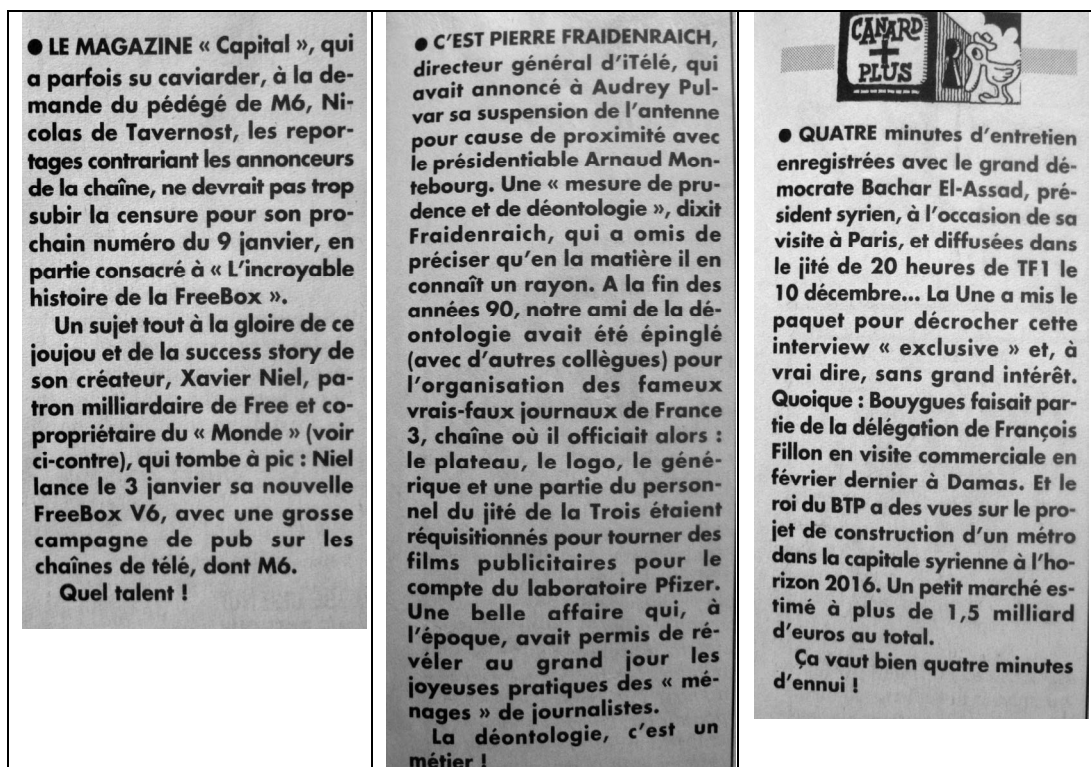 ● LE MAGAZINE « Capital », qui
a parfois su caviarder, à la de-
mande du pédégé de M6, Ni-
colas de Tavernost, les repor-
tages contrariant les annonceurs
de la chaîne, ne devrait pas trop
subir la censure pour son pro-
chain numéro du 9 janvier, en
partie consacré à « L'incroyable
histoire de la FreeBox ».
Un sujet tout à la gloire de ce
joujou et de la success story de
son créateur, Xavier Niel, pa-
tron milliardaire de Free et co-
propriétaire du « Monde » (voir
ci-contre), qui tombe à pic : Niel
lance le 3 janvier sa nouvelle
FreeBox V6, avec une grosse
campagne de pub sur les
chaînes de télé, dont M6.
Quel talent !
● C'EST PIERRE FRAIDENRAICH,
directeur général d'iTélé, qui
avait annoncé à Audrey Pul-
var sa suspension de l'antenne
pour cause de proximité avec
le présidentiable Arnaud Mon-
tebourg. Une « mesure de pru-
dence et de déontologie », dixit
Fraidenraich, qui a omis de
préciser qu'en la matière il en
connaît un rayon. A la fin des
années 90, notre ami de la dé-
ontologie avait été épinglé
(avec d'autres collègues) pour
l'organisation des fameux
vrais-faux journaux de France
3, chaîne où il officiait alors :
le plateau, le logo, le géné-
rique et une partie du person-
nel du jité de la Trois étaient
réquisitionnés pour tourner des
films publicitaires pour le
compte du laboratoire Pfizer.
Une belle affaire qui, à
l'époque, avait permis de ré-
véler au grand jour les
joyeuses pratiques des « mé-
nages » de journalistes.
La déontologie, c'est un
métier !
CANARD
+
PLUS
● QUATRE minutes d'entretien
enregistrées avec le grand dé-
mocrate Bachar El-Assad, pré-
sident syrien, à l'occasion de sa
visite à Paris, et diffusées dans
le jité de 20 heures de TF1 le
10 décembre... La Une a mis le
paquet pour décrocher cette
interview « exclusive » et, à
vrai dire, sans grand intérêt.
Quoique : Bouygues faisait par-
tie de la délégation de François
Fillon en visite commerciale en
février dernier à Damas. Et le
roi du BTP a des vues sur le pro-
jet de construction d'un métro
dans la capitale syrienne à l'ho-
rizon 2016. Un petit marché es-
timé à plus de 1,5 milliard
d'euros au total.
Ça vaut bien quatre minutes
d'ennui !